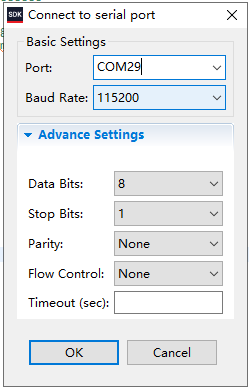 SDK Connect to serial port
Basic Settings
Port: COM29
Baud Rate: 115200
Advance Settings
Data Bits: 8
Stop Bits: 1
Parity: None
Flow Control: None
Timeout (sec):
OK Cancel